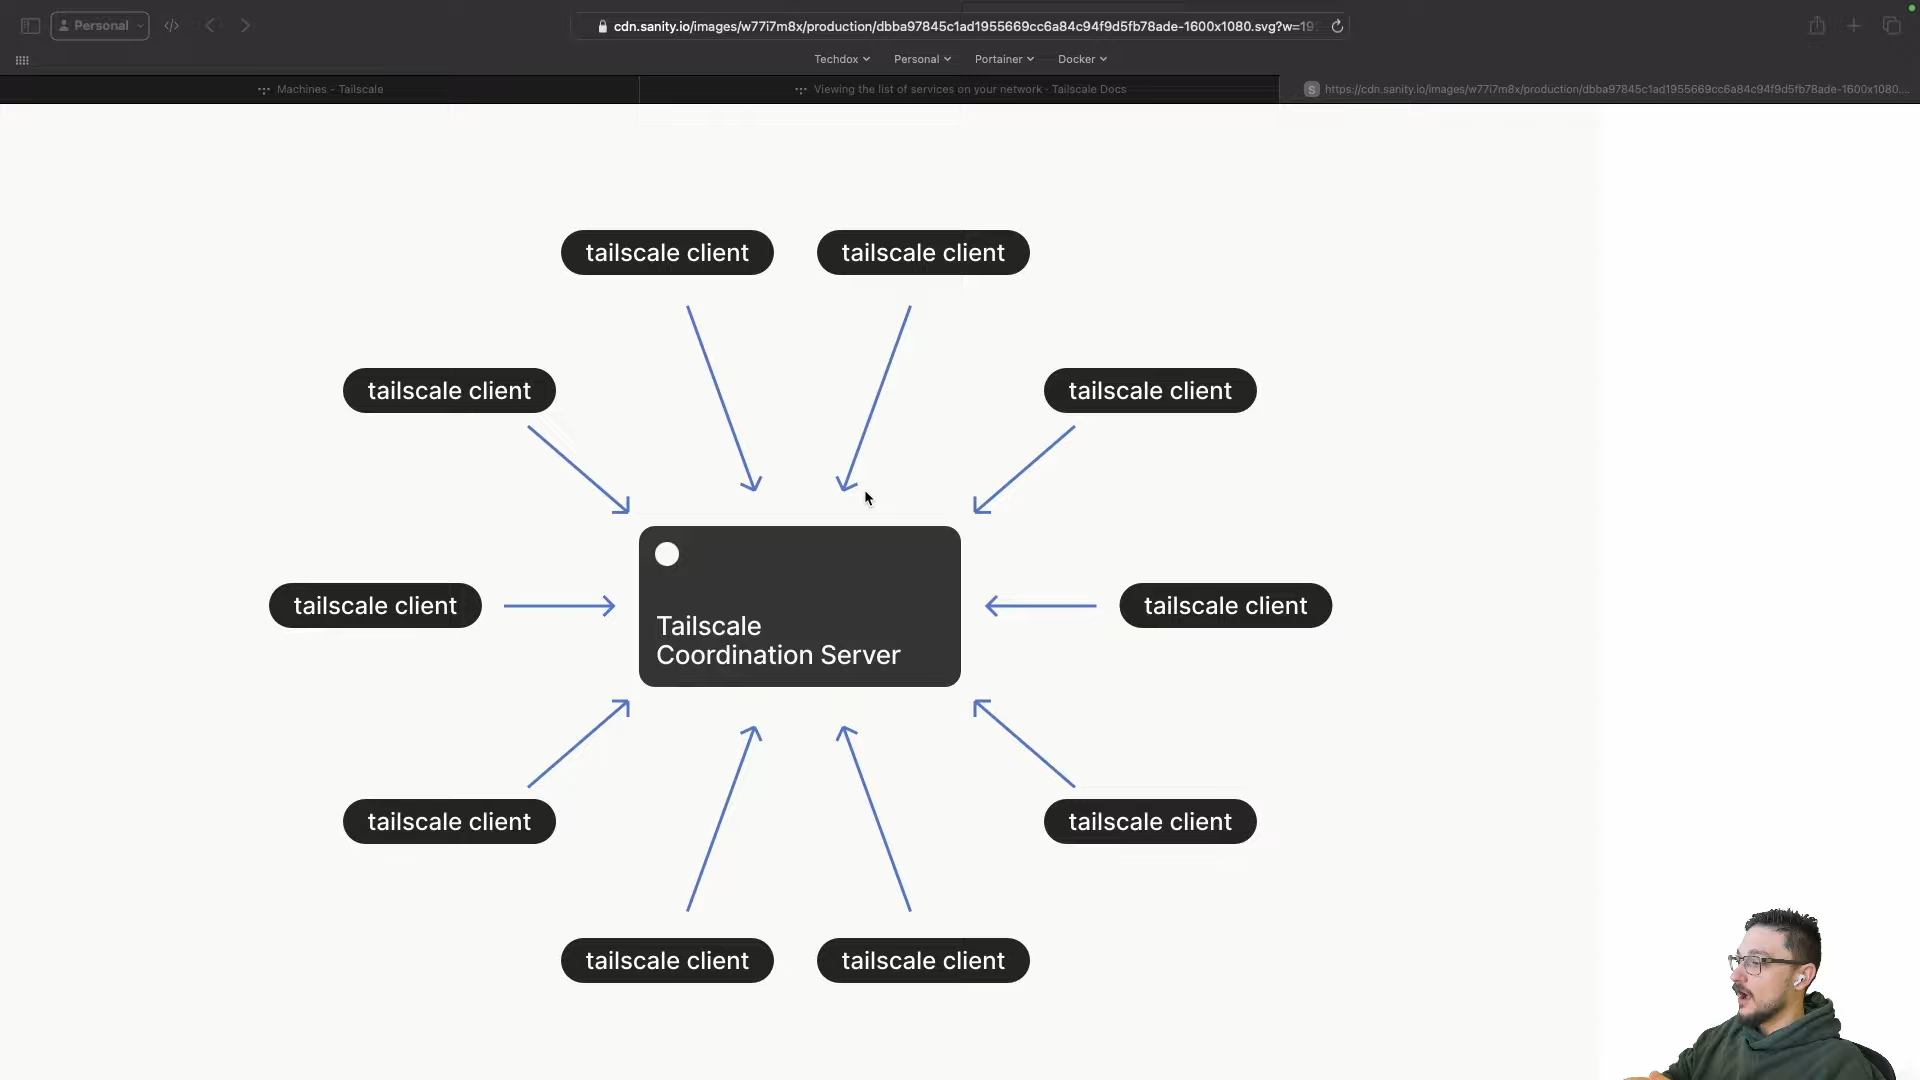 Personal
cdn.sanity.io/images/w77i7m8x/production/dbba97845c1ad1955669cc6a84c94f9d5fb78ade-1600x1080.svg?w=19
Techdox
Personal
Portainer
Docker
Machines - Tailscale
Viewing the list of services on your network · Tailscale Docs
S
https://cdn.sanity.io/images/w77i7m8x/production/dbba97845c1ad1955669cc6a84c94f9d5fb78ade-1600x1080....
tailscale client
tailscale client
tailscale client
tailscale client
tailscale client
Tailscale
Coordination Server
tailscale client
tailscale client
tailscale client
tailscale client
tailscale client